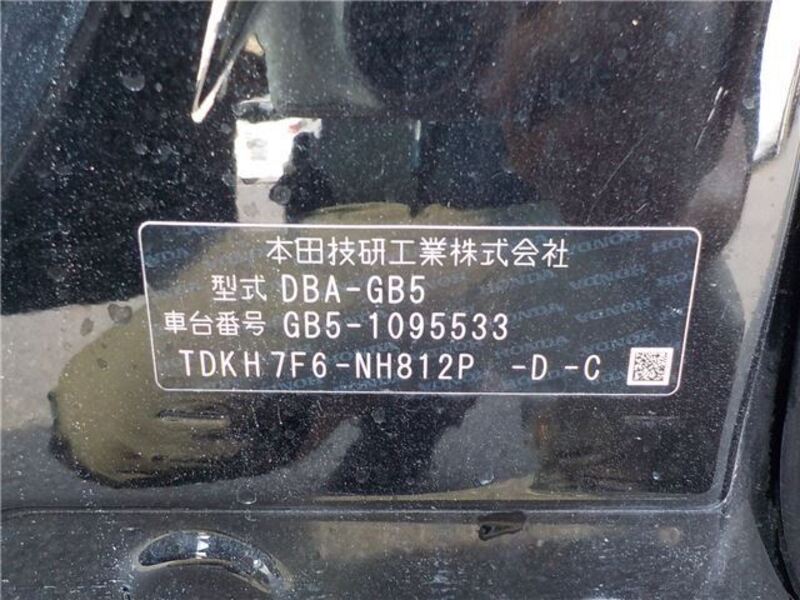 本田技研工業株式会社
型式 DBA-GB5
車台番号 GB5-1095533
TDKH7F6-NH812P -D -C